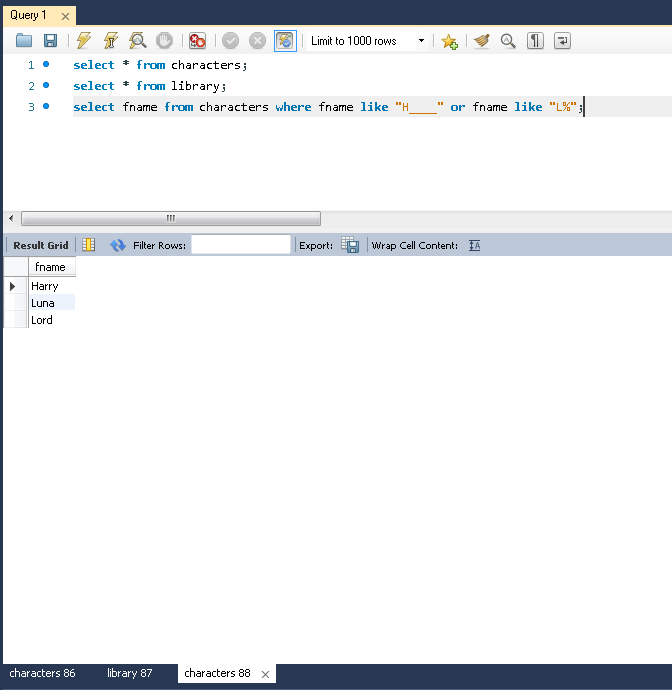 Query 1
Limit to 1000 rows
1 select * from characters;
2 select * from library;
3 select fname from characters where fname like "H____" or fname like "L%";
Result Grid Filter Rows: Export: Wrap Cell Content:
fname
Harry
Luna
Lord
characters 86 library 87 characters 88